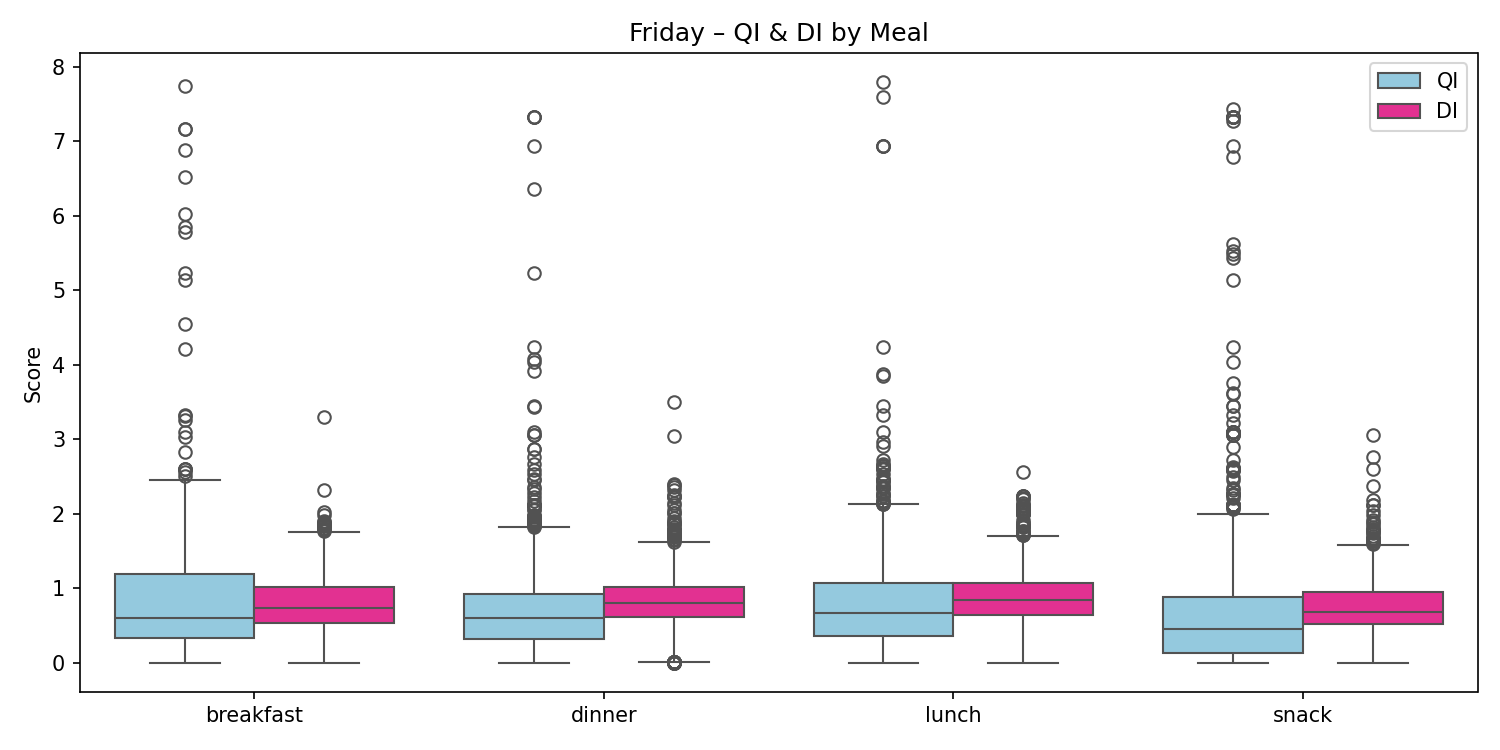 Friday – QI & DI by Meal
QI
DI
Score
8
7
6
5
4
3
2
1
0
breakfast
dinner
lunch
snack